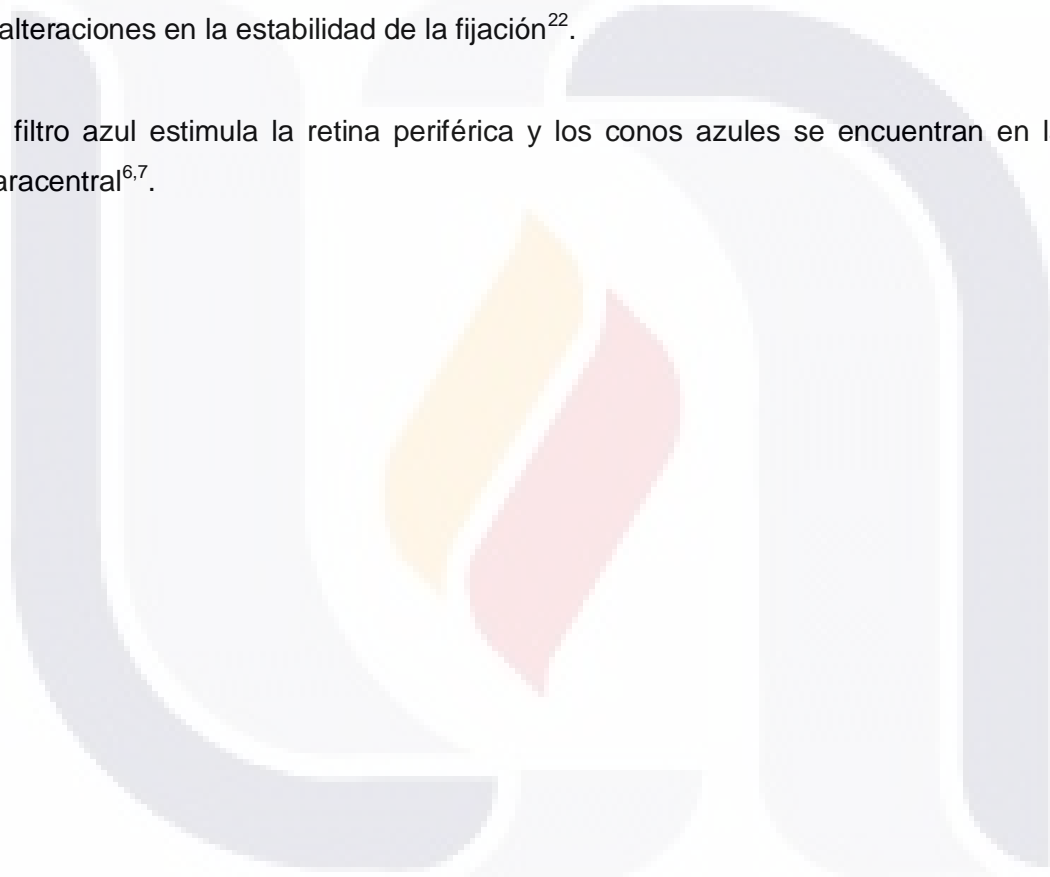 alteraciones en la estabilidad de la fijación²².
filtro azul estimula la retina periférica y los conos azules se encuentran en l
aracentral⁶,⁷.